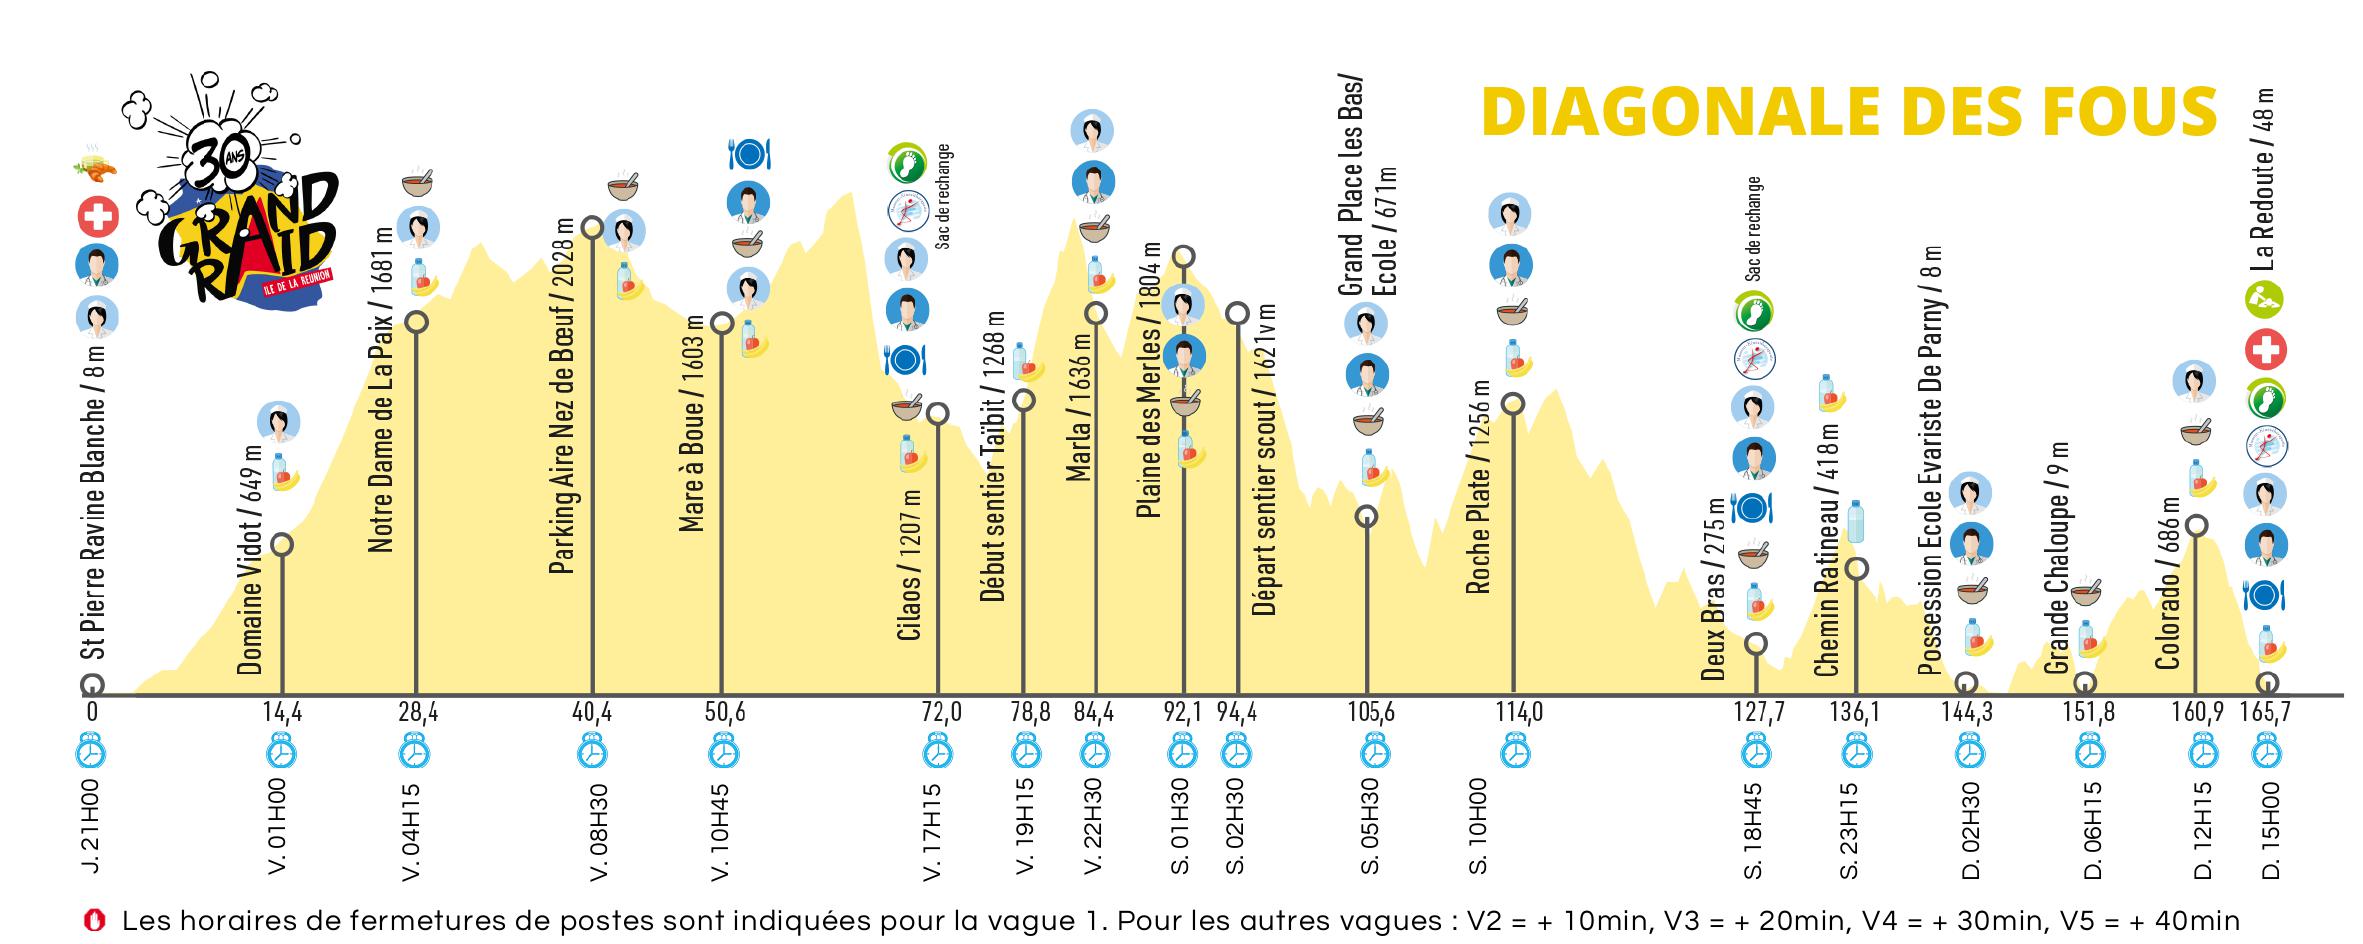 DIAGONALE DES FOUS
30
ANS
GRAND
RAID
ILE DE LA RÉUNION
St Pierre Ravine Blanche / 8 m
Domaine Vidot / 649 m
Notre Dame de La Paix / 1681 m
Parking Aire Nez de Bœuf / 2028 m
Mare à Boue / 1603 m
Cilaos / 1207 m
Sac de rechange
Début sentier Taïbit / 1268 m
Marla / 1636 m
Plaine des Merles / 1804 m
Départ sentier scout / 1621v m
Grand Place les Bas/
Ecole / 671m
Roche Plate / 1256 m
Deux Bras / 275 m
Sac de rechange
Chemin Ratineau / 418 m
Possession Ecole Evariste De Parny / 8 m
Grande Chaloupe / 9 m
Colorado / 686 m
La Redoute / 48 m
0 14,4 28,4 40,4 50,6 72,0 78,8 84,4 92,1 94,4 105,6 114,0 127,7 136,1 144,3 151,8 160,9 165,7
J. 21H00
V. 01H00
V. 04H15
V. 08H30
V. 10H45
V. 17H15
V. 19H15
V. 22H30
S. 01H30
S. 02H30
S. 05H30
S. 10H00
S. 18H45
S. 23H15
D. 02H30
D. 06H15
D. 12H15
D. 15H00
Les horaires de fermetures de postes sont indiquées pour la vague 1. Pour les autres vagues : V2 = + 10min, V3 = + 20min, V4 = + 30min, V5 = + 40min